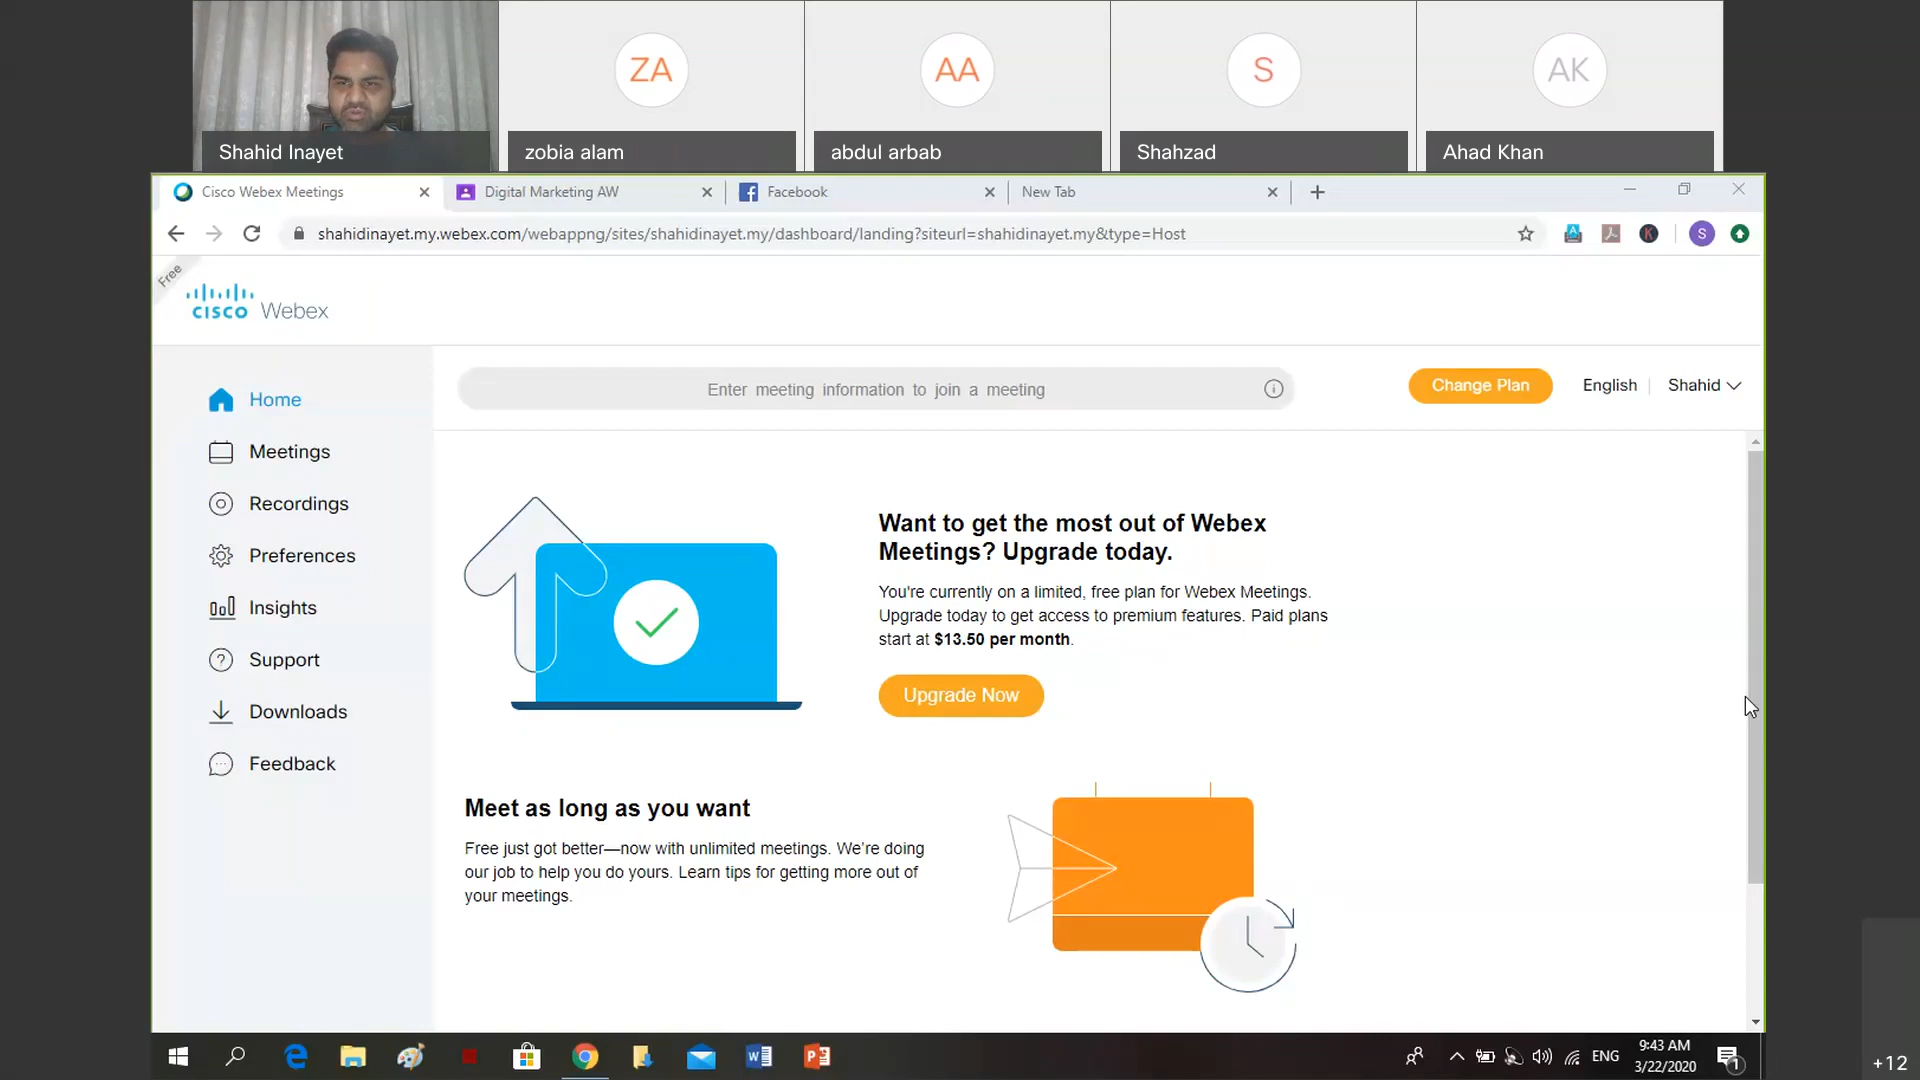 ZA
AA
S
AK
Shahid Inayet
zobia alam
abdul arbab
Shahzad
Ahad Khan
Cisco Webex Meetings
Digital Marketing AW
Facebook
New Tab
shahidinayet.my.webex.com/webappng/sites/shahidinayet.my/dashboard/landing?siteurl=shahidinayet.my&type=Host
S
Free
CISCO Webex
Home
Meetings
Recordings
Preferences
Insights
Support
Downloads
Feedback
Enter meeting information to join a meeting
Change Plan
English
Shahid
Want to get the most out of Webex
Meetings? Upgrade today.
You're currently on a limited, free plan for Webex Meetings.
Upgrade today to get access to premium features. Paid plans
start at $13.50 per month.
Upgrade Now
Meet as long as you want
Free just got better—now with unlimited meetings. We're doing
our job to help you do yours. Learn tips for getting more out of
your meetings.
ENG
9:43 AM
3/22/2020
1
+12